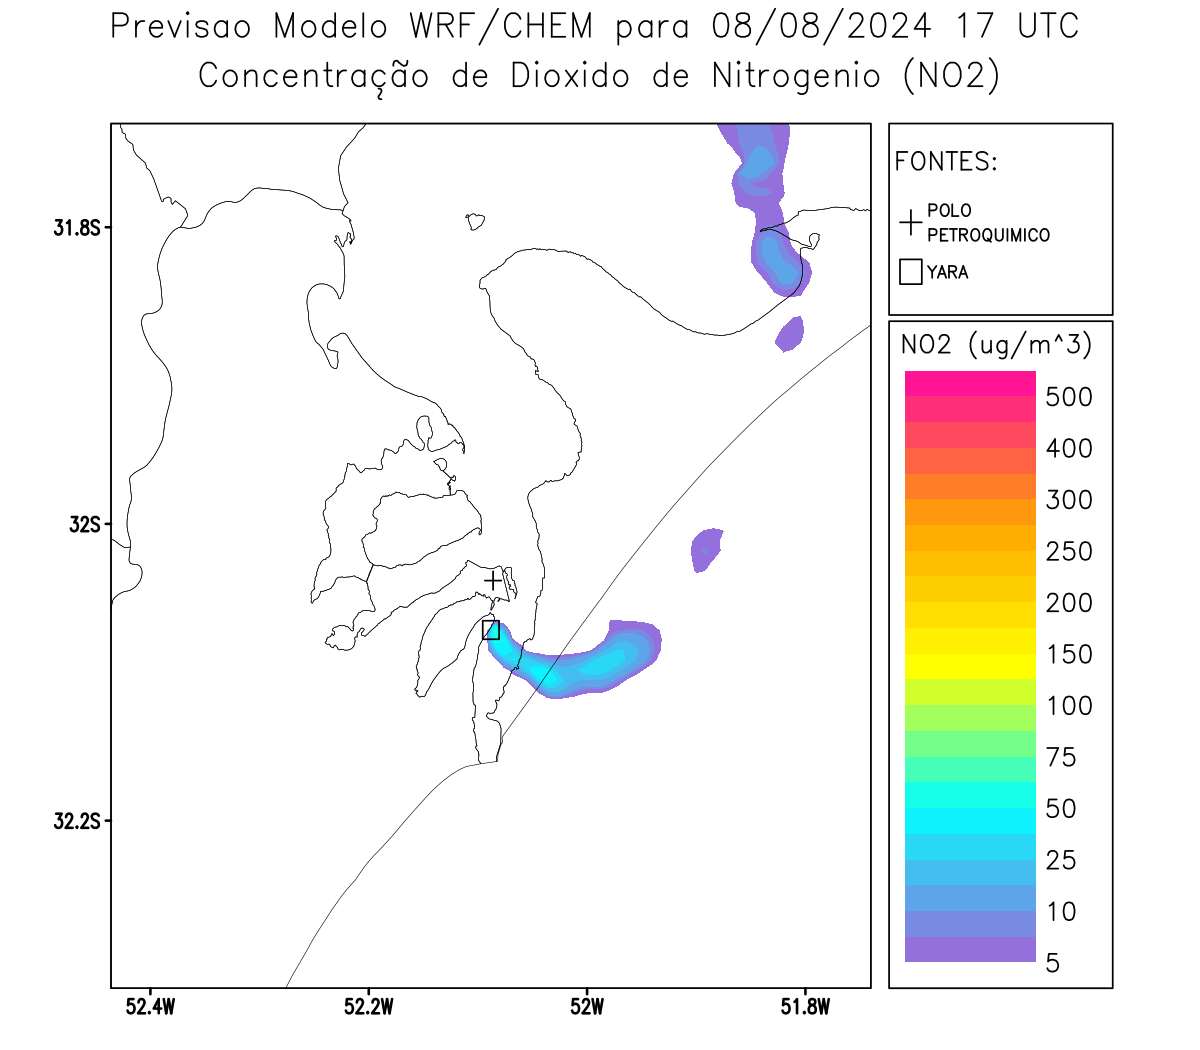 Previsao Modelo WRF/CHEM para 08/08/2024 17 UTC
Concentração de Dioxido de Nitrogenio (NO2)
FONTES:
POLO
PETROQUIMICO
YARA
31.8S
32S
32.2S
52.4W
52.2W
52W
51.8W
NO2 (ug/m^3)
500
400
300
250
200
150
100
75
50
25
10
5